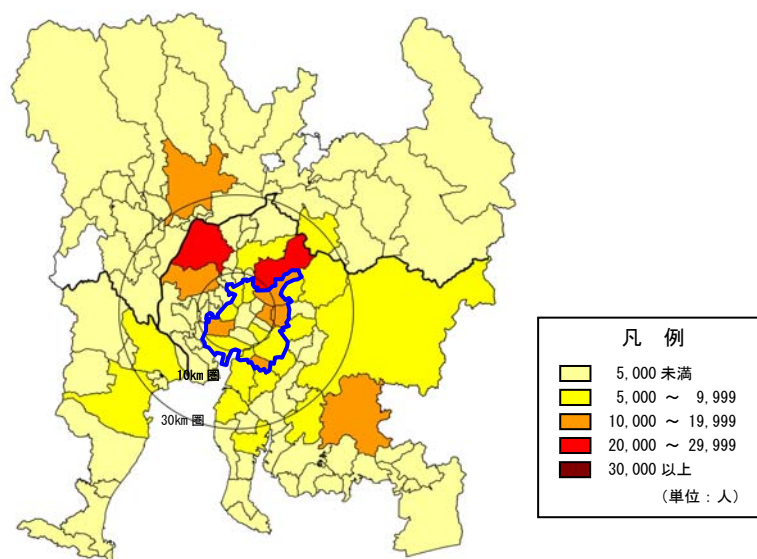 10km圏
30km圏
凡 例
5,000 未満
5,000 ～ 9,999
10,000 ～ 19,999
20,000 ～ 29,999
30,000 以上
(単位：人)